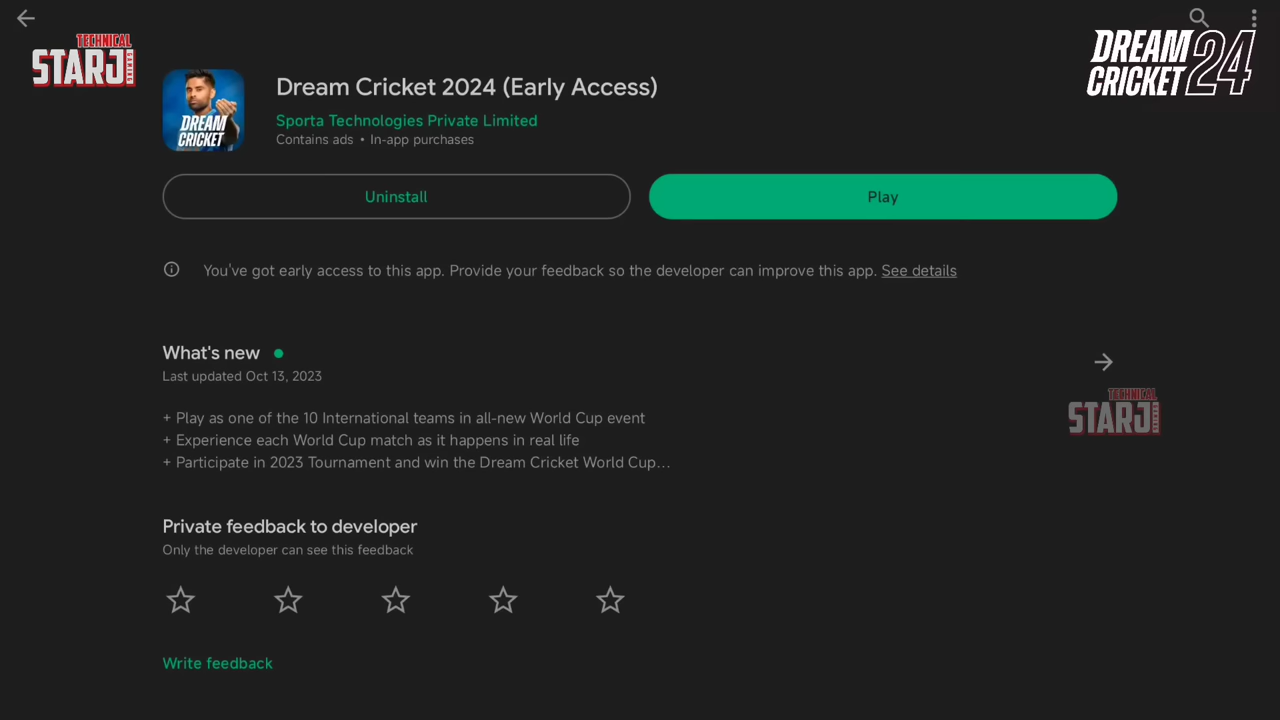 TECHNICAL
STARJ
GAMING
DREAM
CRICKET 24
DREAM
CRICKET
Dream Cricket 2024 (Early Access)
Sporta Technologies Private Limited
Contains ads • In-app purchases
Uninstall
Play
You've got early access to this app. Provide your feedback so the developer can improve this app. See details
What's new
Last updated Oct 13, 2023
+ Play as one of the 10 International teams in all-new World Cup event
+ Experience each World Cup match as it happens in real life
+ Participate in 2023 Tournament and win the Dream Cricket World Cup...
TECHNICAL
STARJ
Private feedback to developer
Only the developer can see this feedback
Write feedback